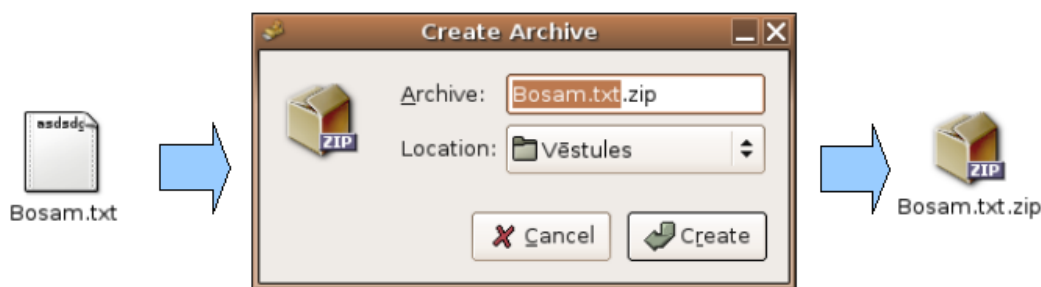 asdsdg
Bosam.txt
Create Archive
Archive: Bosam.txt.zip
ZIP
Location: Vēstules
Cancel Create
ZIP
Bosam.txt.zip